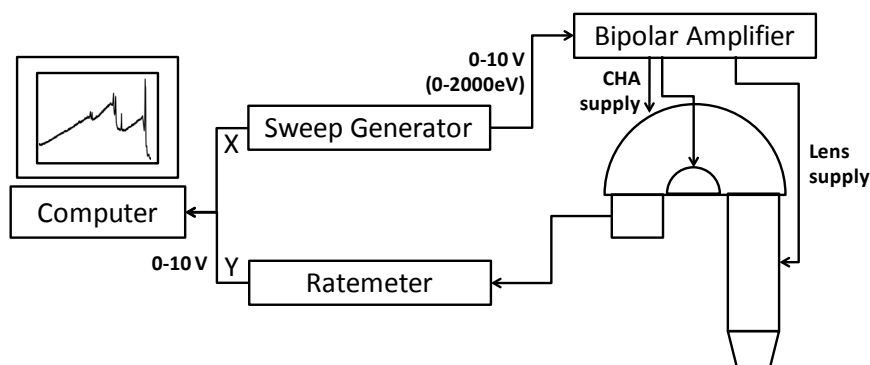 Bipolar Amplifier
0-10 V
(0-2000eV)
CHA
supply
Sweep Generator
X
Lens
supply
Computer
0-10 V
Y
Ratemeter